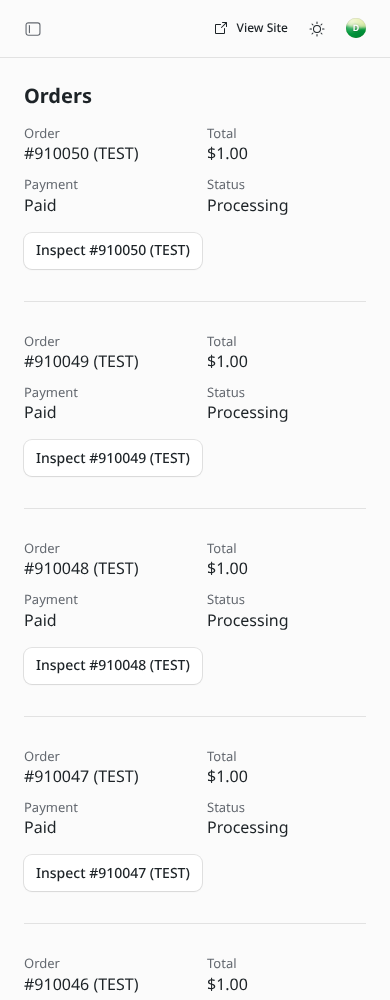 View Site
D
Orders
Order Total
#910050 (TEST) $1.00
Payment Status
Paid Processing
Inspect #910050 (TEST)
Order Total
#910049 (TEST) $1.00
Payment Status
Paid Processing
Inspect #910049 (TEST)
Order Total
#910048 (TEST) $1.00
Payment Status
Paid Processing
Inspect #910048 (TEST)
Order Total
#910047 (TEST) $1.00
Payment Status
Paid Processing
Inspect #910047 (TEST)
Order Total
#910046 (TEST) $1.00